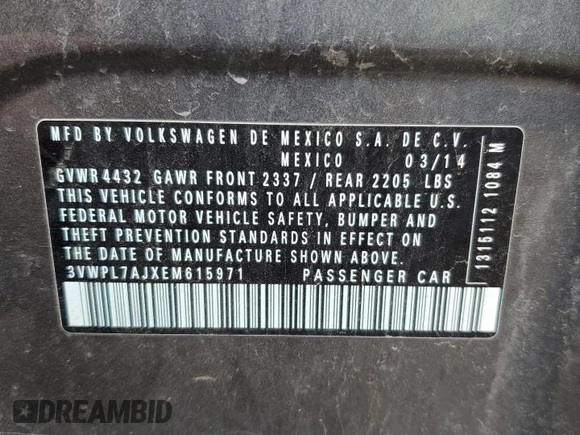 MFD BY VOLKSWAGEN DE MEXICO S.A. DE C.V.
MEXICO 03/14
GVWR 4432 GAWR FRONT 2337 / REAR 2205 LBS
THIS VEHICLE CONFORMS TO ALL APPLICABLE U.S.
FEDERAL MOTOR VEHICLE SAFETY, BUMPER AND
THEFT PREVENTION STANDARDS IN EFFECT ON
THE DATE OF MANUFACTURE SHOWN ABOVE.
3VWPL7AJXEM615971 PASSENGER CAR
1315112 1084 M
DREAMBID